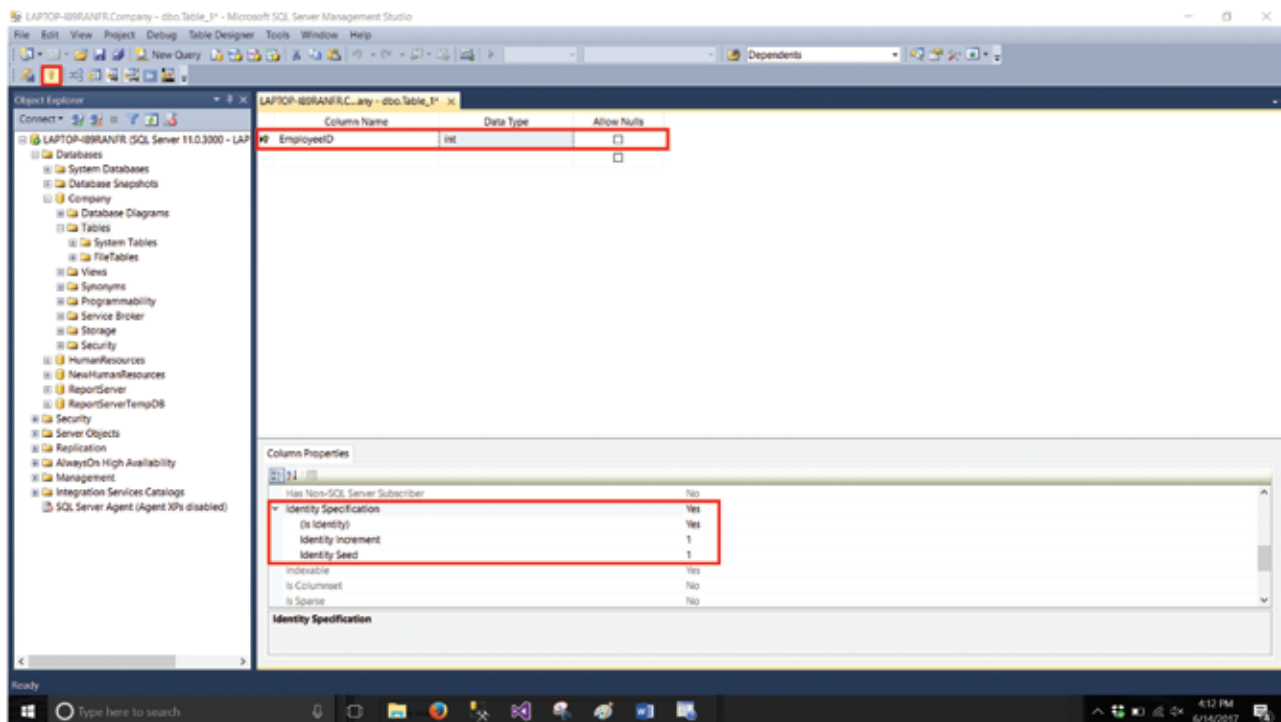 LAPTOP-I89RANFR.Company - dbo.Table_1* - Microsoft SQL Server Management Studio
File Edit View Project Debug Table Designer Tools Window Help
New Query Dependents
Object Explorer
LAPTOP-I89RANFR.C...any - dbo.Table_1*
Connect
Column Name Data Type Allow Nulls
EmployeeID int
LAPTOP-I89RANFR (SQL Server 11.0.3000 - LAP
Databases
System Databases
Database Snapshots
Company
Database Diagrams
Tables
System Tables
FileTables
Views
Synonyms
Programmability
Service Broker
Storage
Security
HumanResources
NewHumanResources
ReportServer
ReportServerTempDB
Security
Server Objects
Replication
AlwaysOn High Availability
Management
Integration Services Catalogs
SQL Server Agent (Agent XPs disabled)
Column Properties
Has Non-SQL Server Subscriber No
Identity Specification Yes
(Is Identity) Yes
Identity Increment 1
Identity Seed 1
Indexable Yes
Is Columnset No
Is Sparse No
Identity Specification
Ready
Type here to search
4:12 PM
6/14/2017